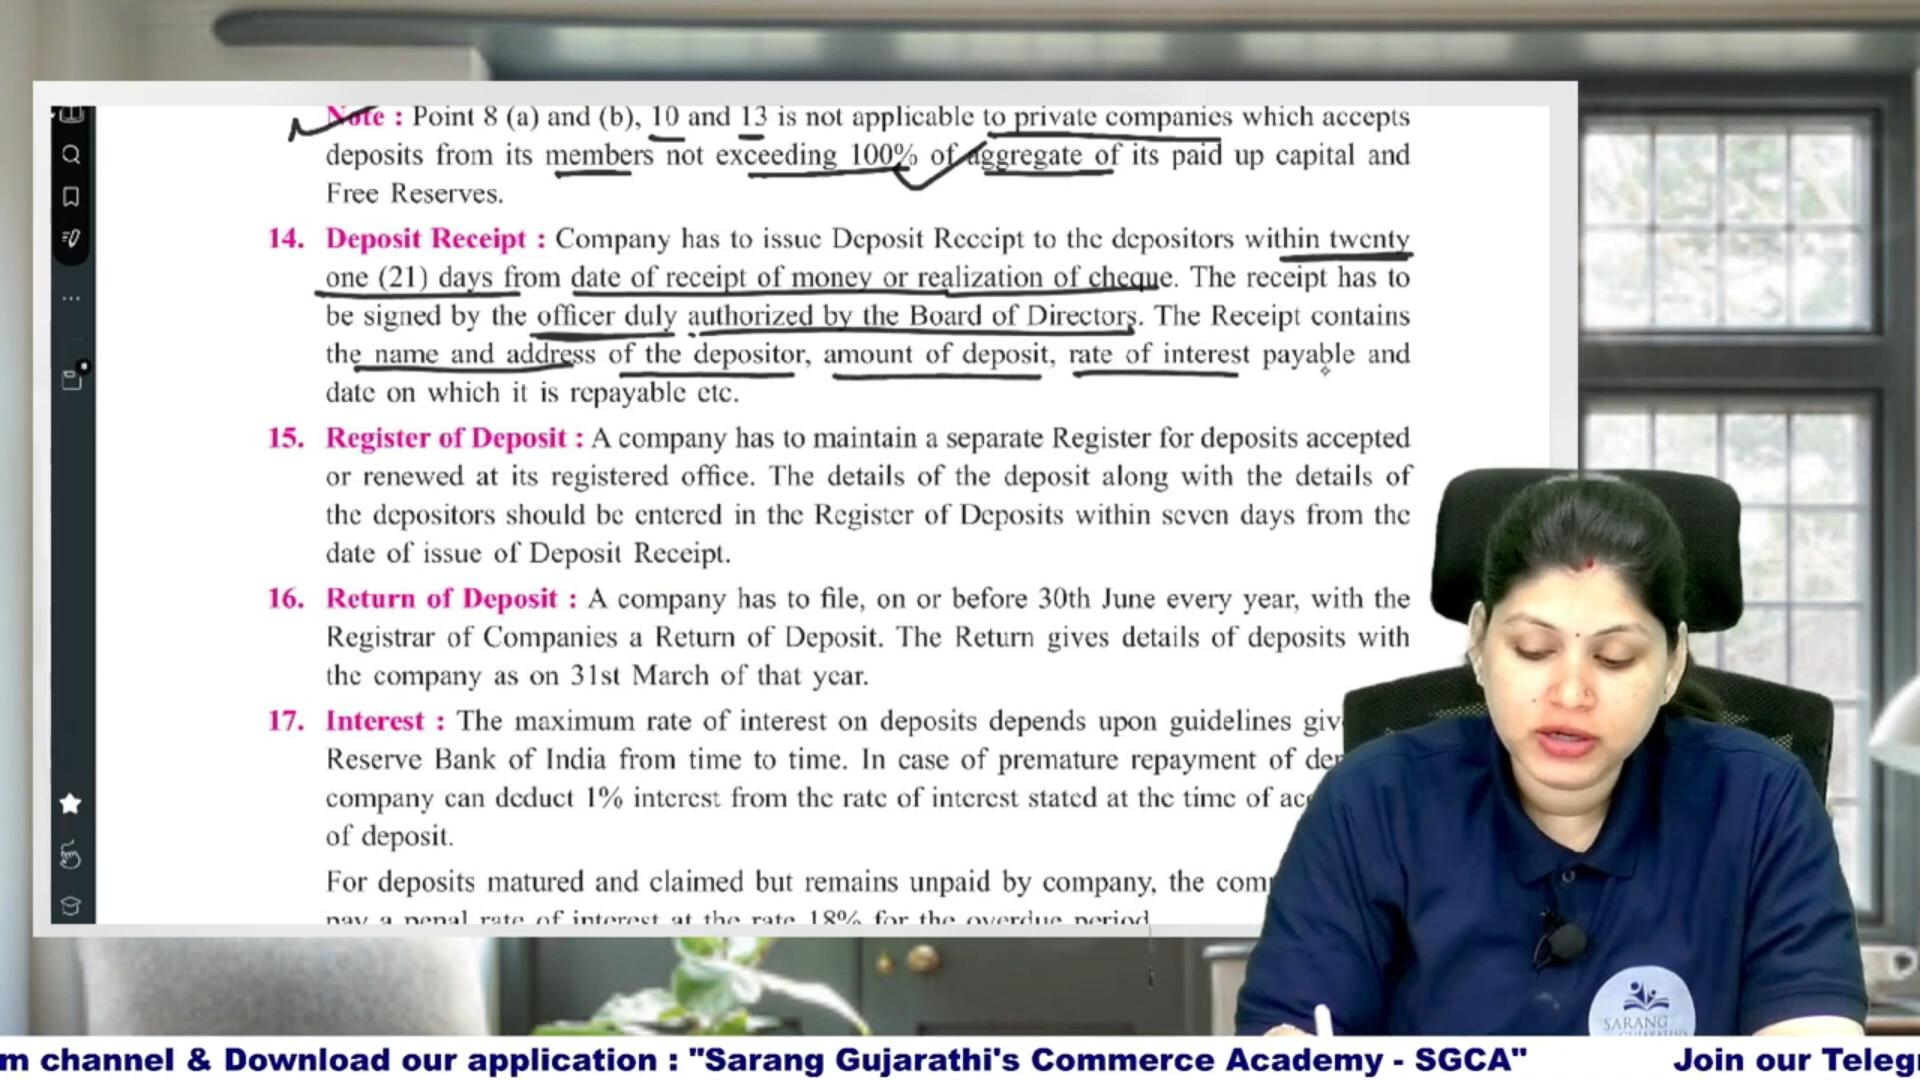 Note : Point 8 (a) and (b), 10 and 13 is not applicable to private companies which accepts
deposits from its members not exceeding 100% of aggregate of its paid up capital and
Free Reserves.
14. Deposit Receipt : Company has to issue Deposit Receipt to the depositors within twenty
one (21) days from date of receipt of money or realization of cheque. The receipt has to
be signed by the officer duly authorized by the Board of Directors. The Receipt contains
the name and address of the depositor, amount of deposit, rate of interest payable and
date on which it is repayable etc.
15. Register of Deposit : A company has to maintain a separate Register for deposits accepted
or renewed at its registered office. The details of the deposit along with the details of
the depositors should be entered in the Register of Deposits within seven days from the
date of issue of Deposit Receipt.
16. Return of Deposit : A company has to file, on or before 30th June every year, with the
Registrar of Companies a Return of Deposit. The Return gives details of deposits with
the company as on 31st March of that year.
17. Interest : The maximum rate of interest on deposits depends upon guidelines
Reserve Bank of India from time to time. In case of premature repayment of
company can deduct 1% interest from the rate of interest stated at the time of
of deposit.
For deposits matured and claimed but remains unpaid by company, the
pay a penal rate of interest at the rate 18% for the overdue period
SARANG
m channel & Download our application : "Sarang Gujarathi's Commerce Academy - SGCA" Join our Telegr